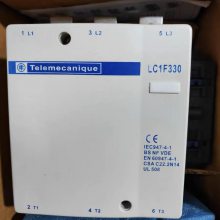 1 L1 3 L2 5 L3
Telemecanique
LC1F330
IEC947-4-1
BS NF VDE
EN 60947-4-1
CSA C22.2N14
UL 508
2 T1 4 T2 6 T3